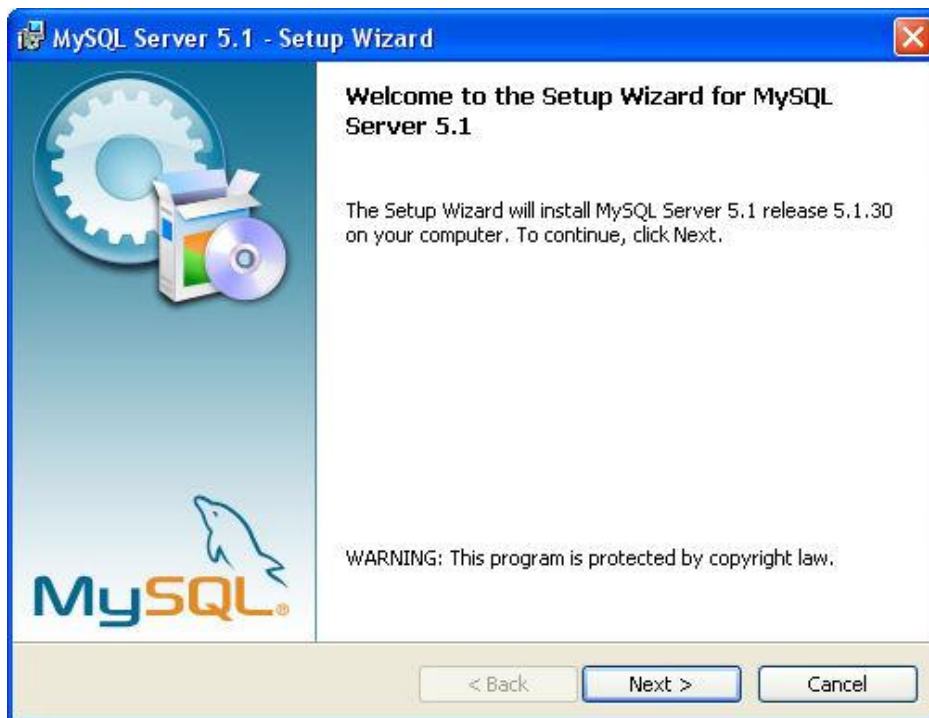 MySQL Server 5.1 - Setup Wizard
Welcome to the Setup Wizard for MySQL
Server 5.1
The Setup Wizard will install MySQL Server 5.1 release 5.1.30
on your computer. To continue, click Next.
WARNING: This program is protected by copyright law.
MySQL®
< Back
Next >
Cancel